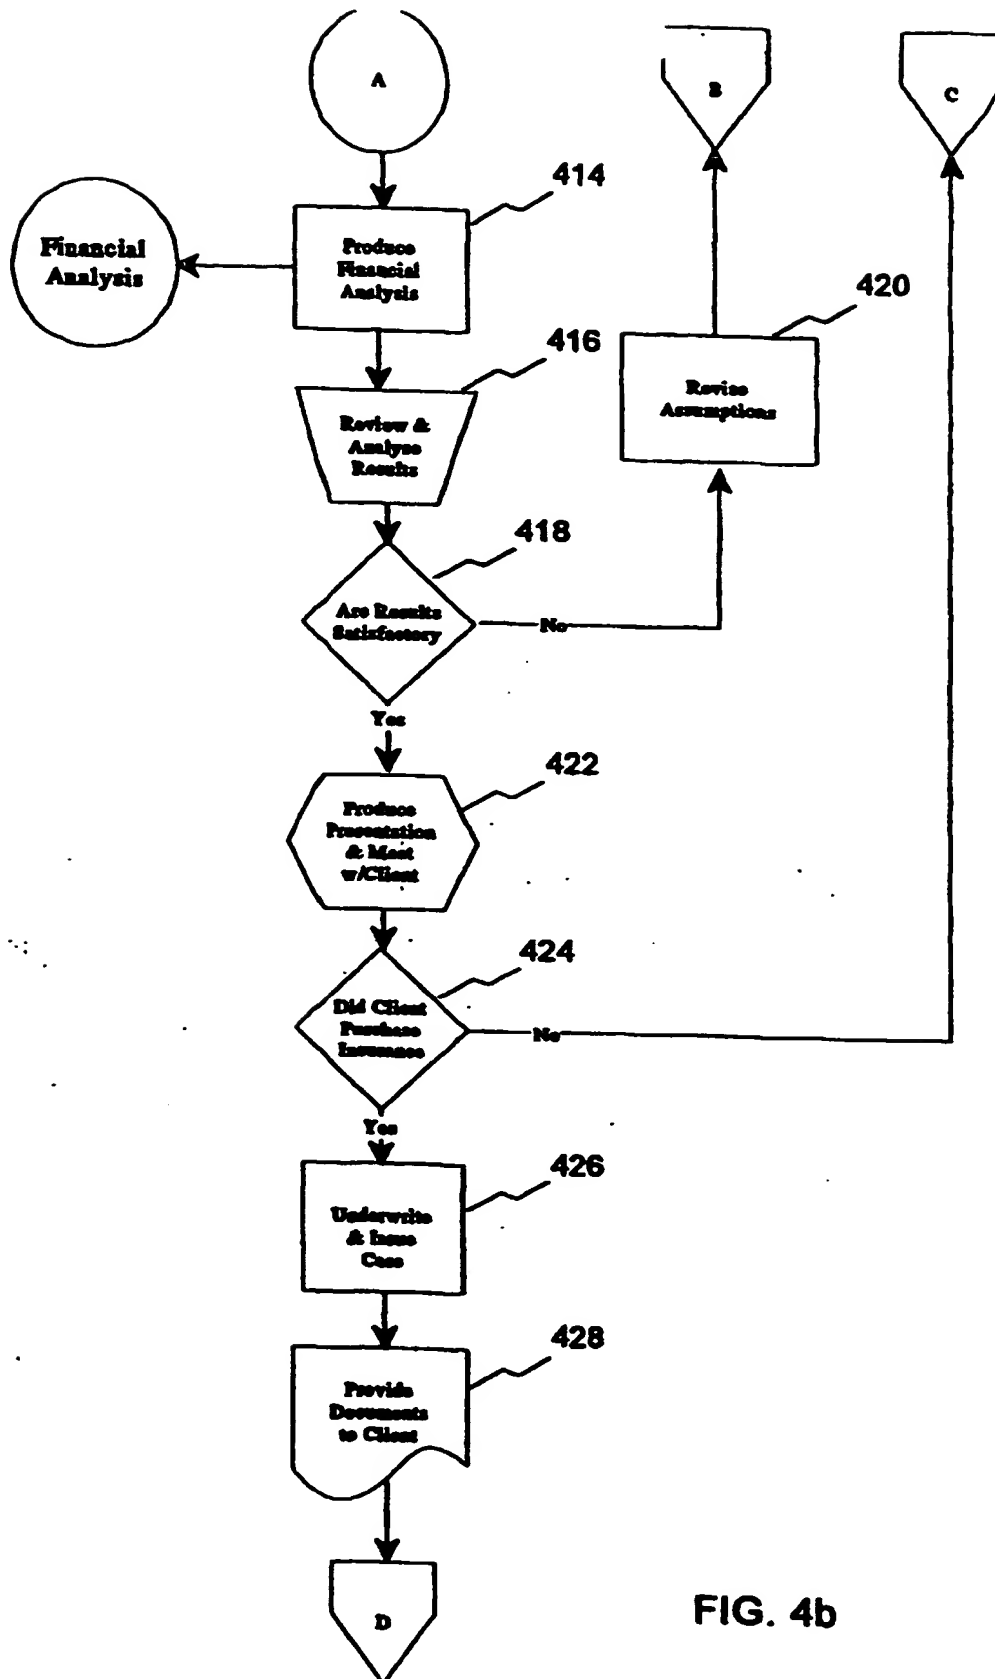 A
B
C
414
Produce
Financial
Analysis
Financial
Analysis
416
Review &
Analyse
Results
420
Revise
Assumptions
418
Are Results
Satisfactory
No
Yes
422
Produce
Presentation
& Meet
w/Client
424
Did Client
Purchase
Insurance
No
Yes
426
Underwrite
& Issue
Case
428
Provide
Documents
to Client
D
FIG. 4b